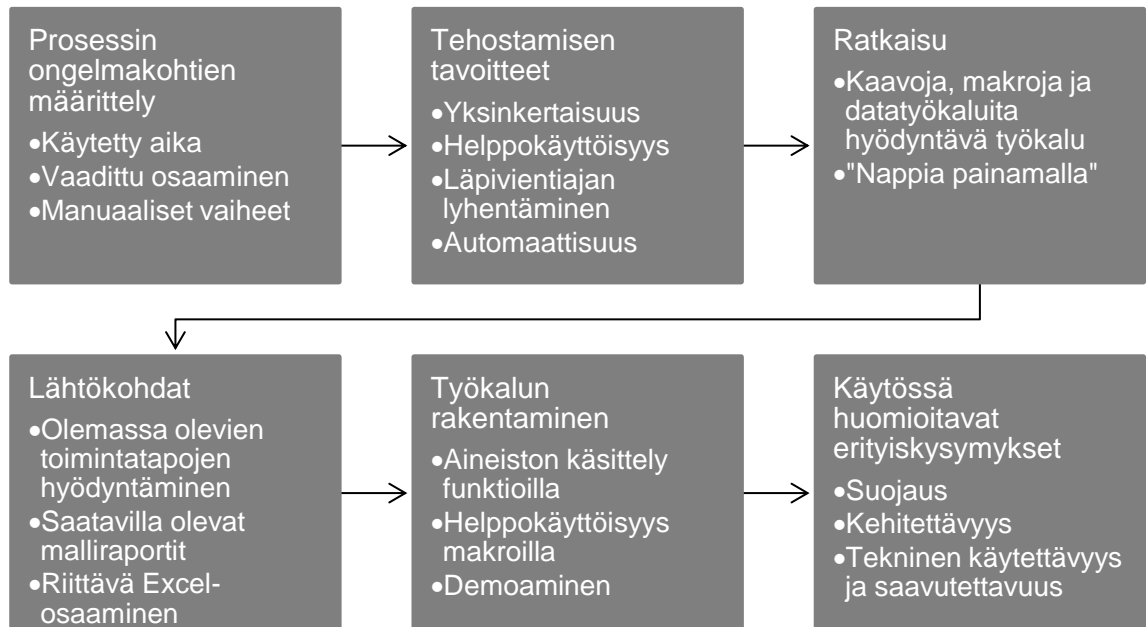 Prosessin
ongelmakohtien
määrittely
•Käytetty aika
•Vaadittu osaaminen
•Manuaaliset vaiheet
Tehostamisen
tavoitteet
•Yksinkertaisuus
•Helppokäyttöisyys
•Läpivientiajan
lyhentäminen
•Automaattisuus
Ratkaisu
•Kaavoja, makroja ja
datatyökaluita
hyödyntävä työkalu
•"Nappia painamalla"
Lähtökohdat
•Olemassa olevien
toimintatapojen
hyödyntäminen
•Saatavilla olevat
malliraportit
•Riittävä Excel-
osaaminen
Työkalun
rakentaminen
•Aineiston käsittely
funktioilla
•Helppokäyttöisyys
makroilla
•Demoaminen
Käytössä
huomioitavat
erityiskysymykset
•Suojaus
•Kehitettävyys
•Tekninen käytettävyys
ja saavutettavuus